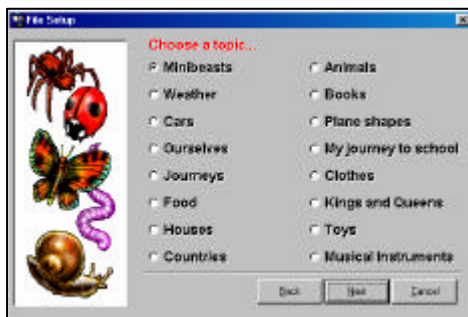 File Setup
Choose a topic...
Minibeasts
Animals
Weather
Books
Cars
Plane shapes
Ourselves
My journey to school
Journeys
Clothes
Food
Kings and Queens
Houses
Toys
Countries
Musical Instruments
Back
Next
Cancel